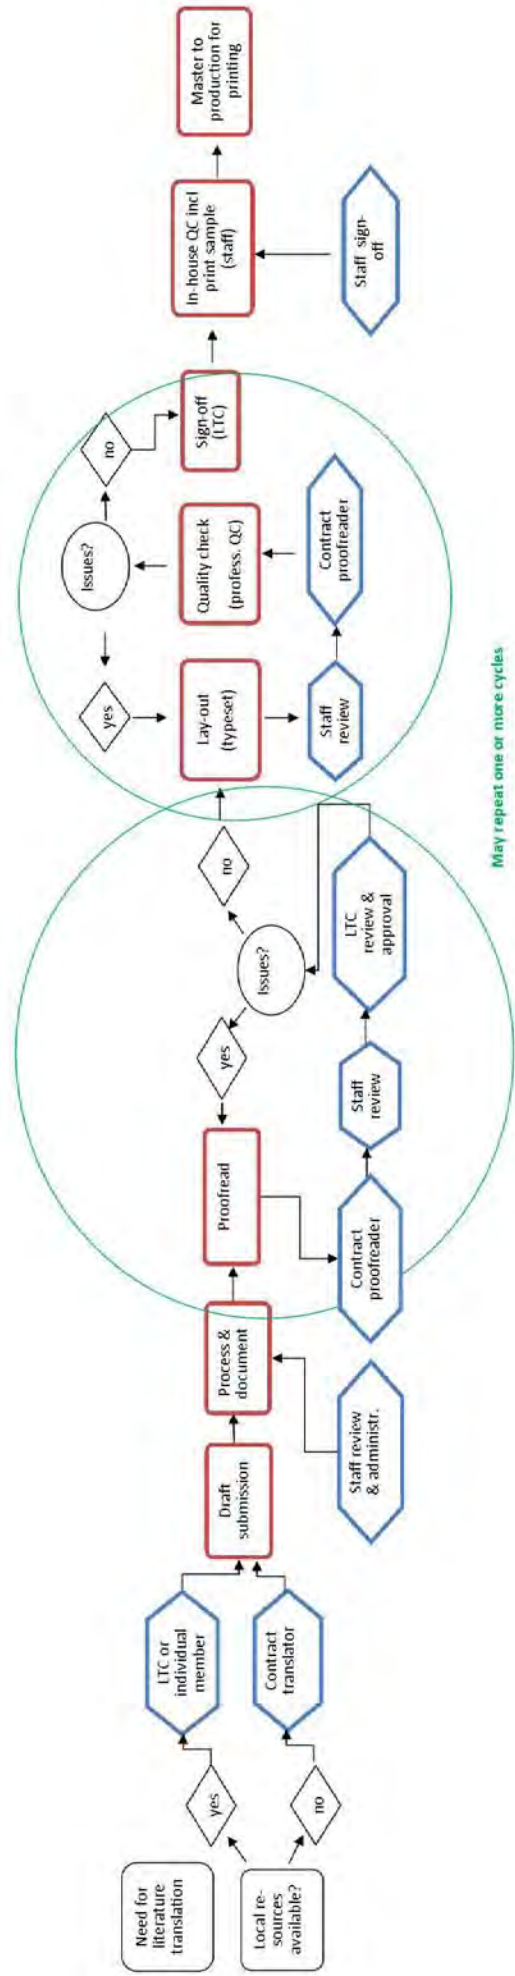 Need for
literature
translation
Local re-
sources
available?
yes
no
LTC or
individual
member
Contract
translator
Draft
submission
Process &
document
Staff review
& administr.
Proofread
Contract
proofreader
Staff
review
LTC
review &
approval
Issues?
yes
no
Lay-out
(typeset)
Staff
review
Contract
proofreader
Quality check
(profess. QC)
Issues?
yes
no
Sign-off
(LTC)
In-house QC incl
print sample
(staff)
Staff sign-
off
Master to
production for
printing
May repeat one or more cycles